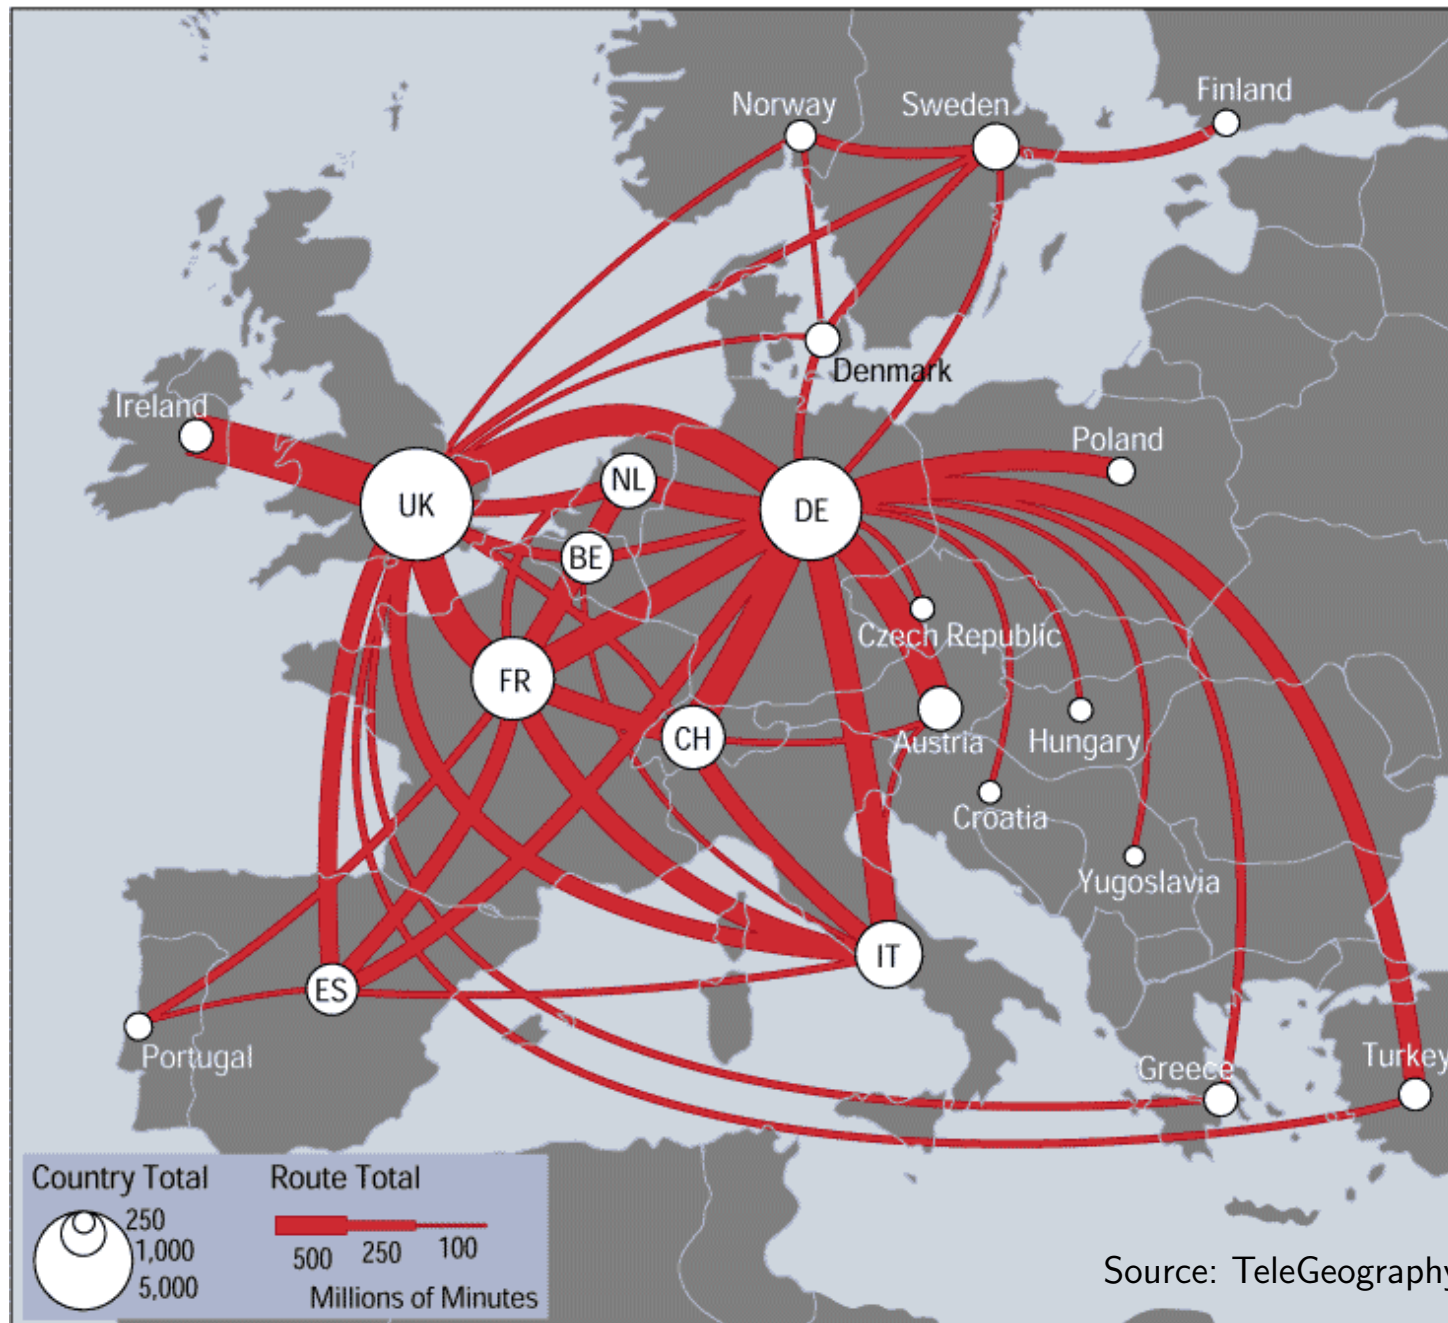 Norway
Sweden
Finland
Denmark
Ireland
Poland
NL
UK
DE
BE
Czech Republic
FR
CH
Austria
Hungary
Croatia
Yugoslavia
IT
ES
Portugal
Greece
Turkey
Country Total
250
1,000
5,000
Route Total
500
250
100
Millions of Minutes
Source: TeleGeography